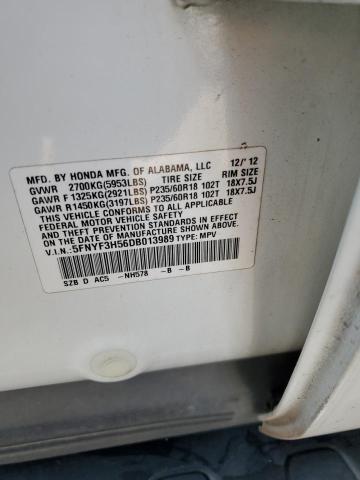 MFD. BY HONDA MFG. OF ALABAMA, LLC 12/'12
GVWR 2700KG(5953LBS) TIRE SIZE RIM SIZE
GAWR F 1325KG(2921LBS) P235/60R18 102T 18X7.5J
GAWR R1450KG(3197LBS) P235/60R18 102T 18X7.5J
THIS VEHICLE CONFORMS TO ALL APPLICABLE
FEDERAL MOTOR VEHICLE SAFETY, BUMPER AND
THEFT PREVENTION STANDARDS IN EFFECT ON THE
DATE OF MANUFACTURE SHOWN ABOVE.
V.I.N.:5FNYF3H56DB013989 TYPE: MPV
SZB D AC5 -NH578 -B -B